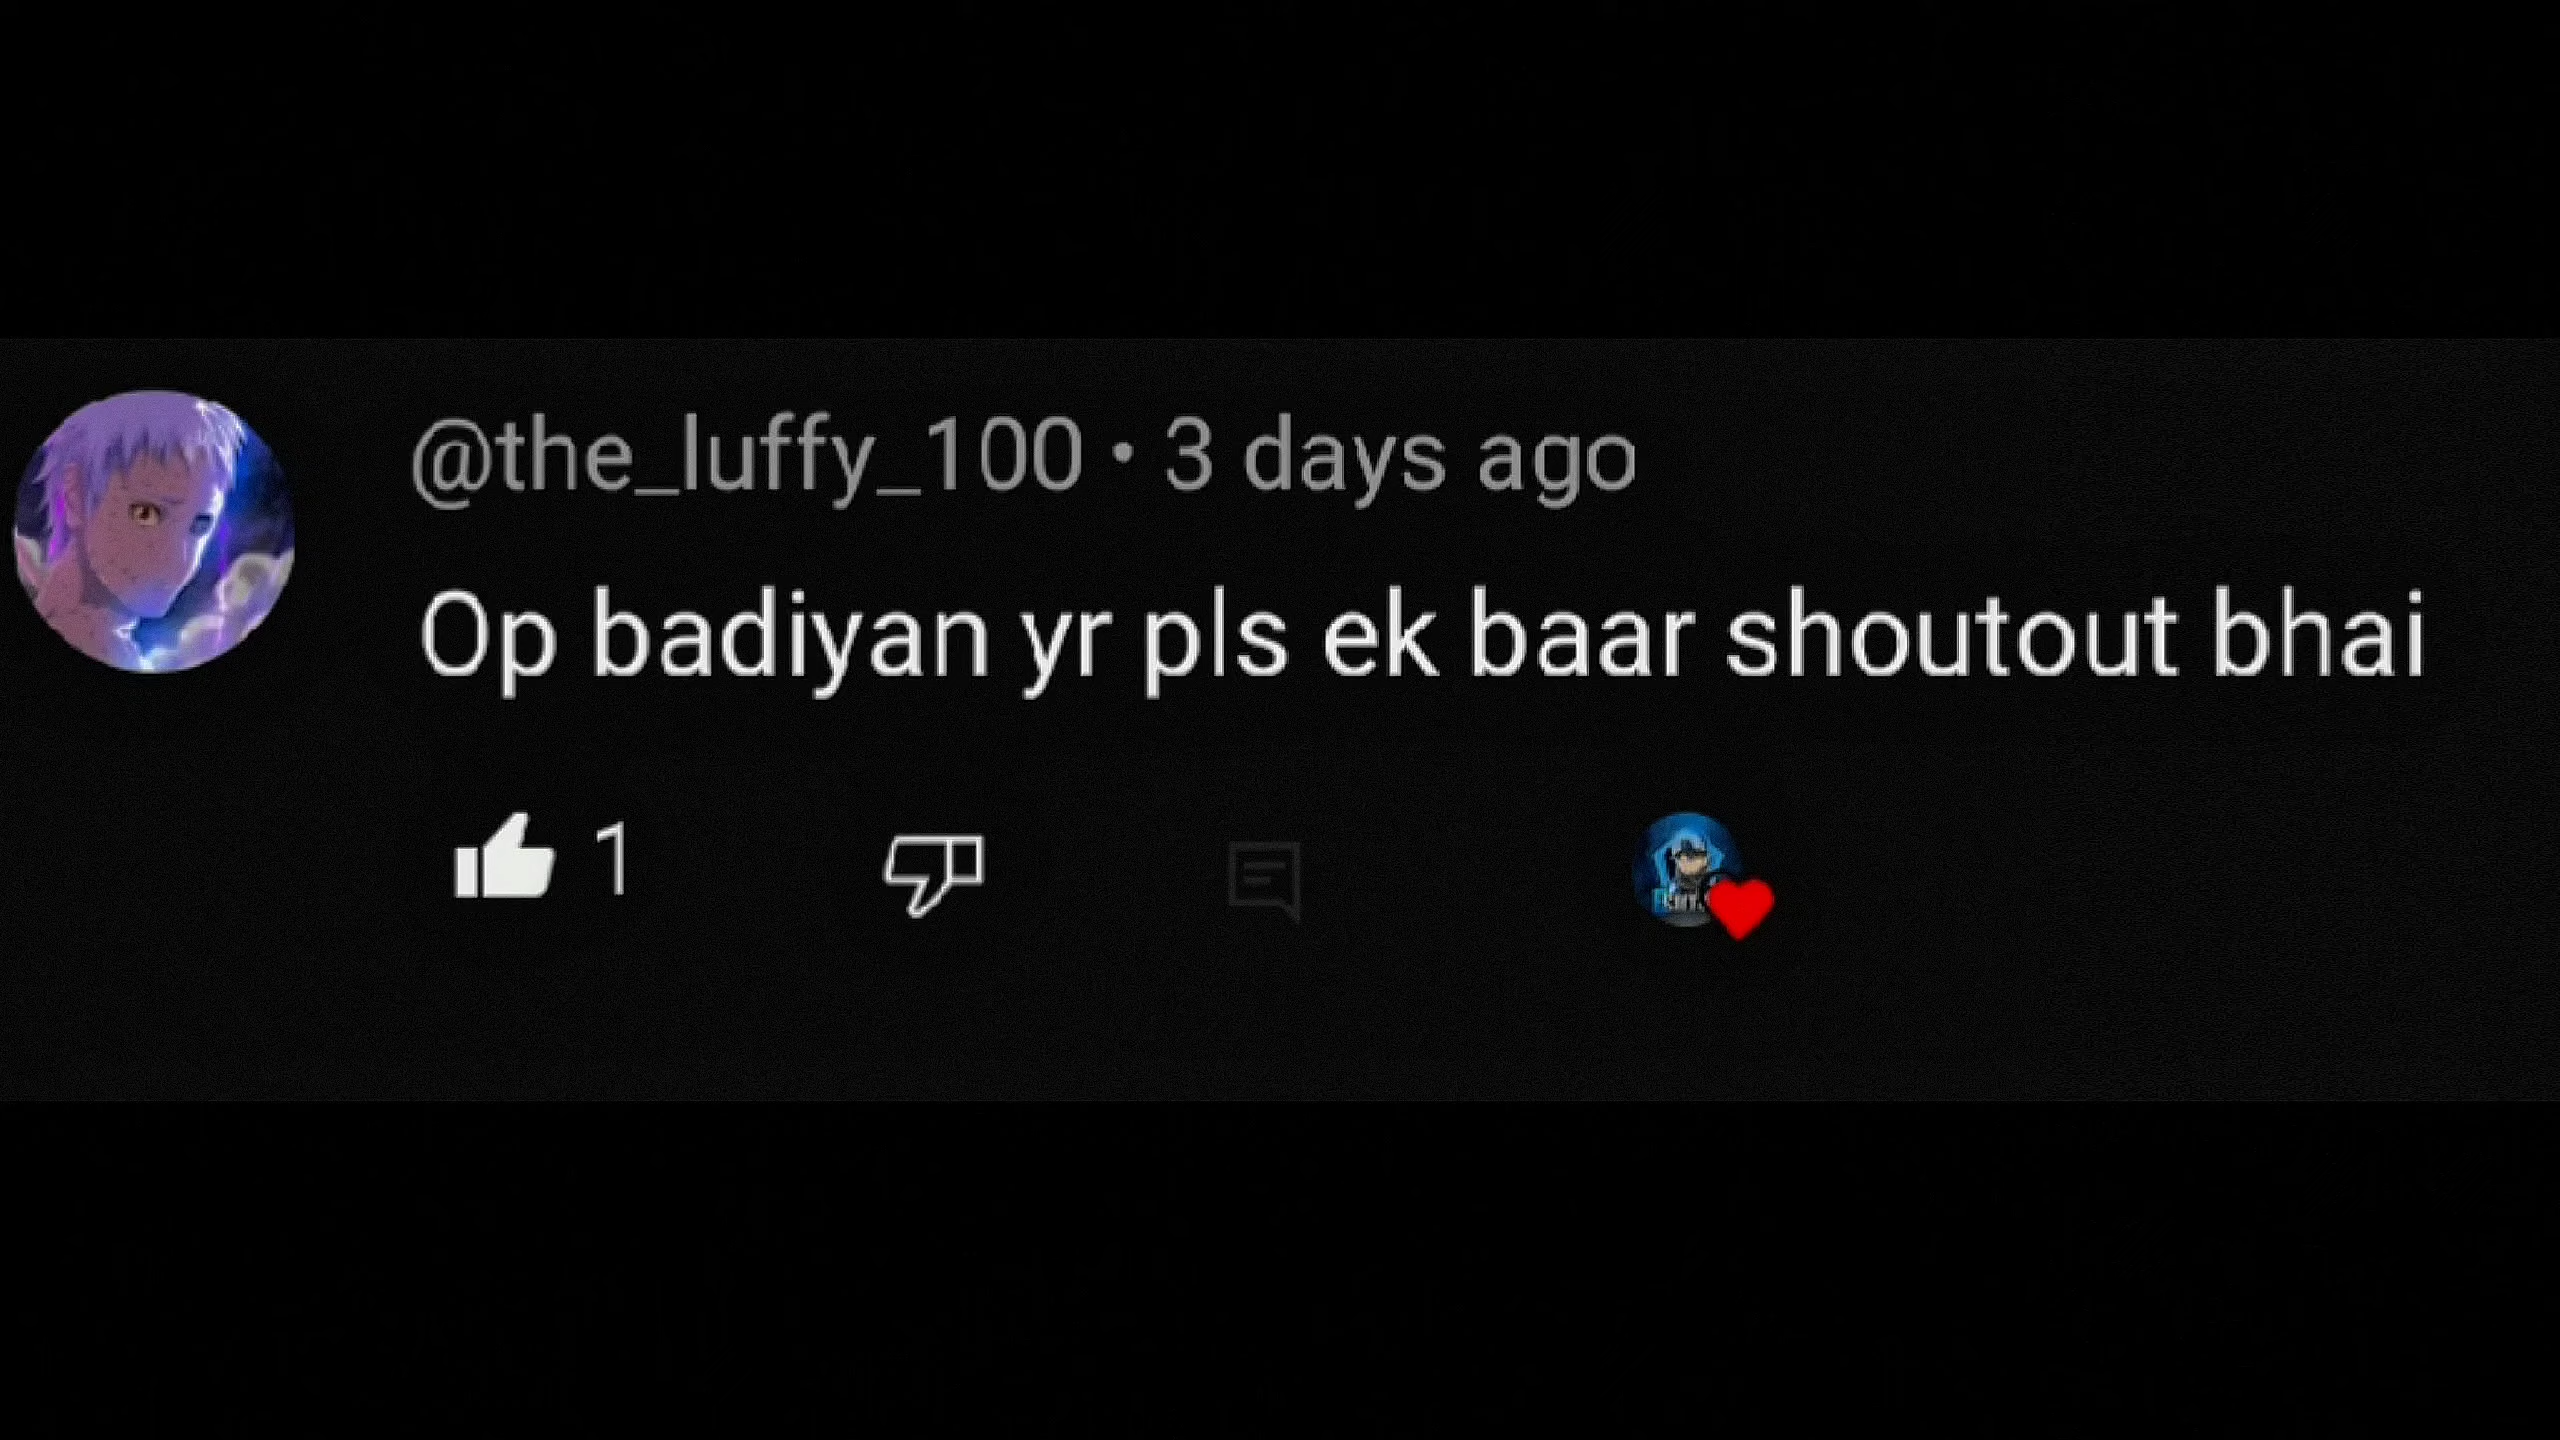 @the_luffy_100 • 3 days ago
Op badiyan yr pls ek baar shoutout bhai
1